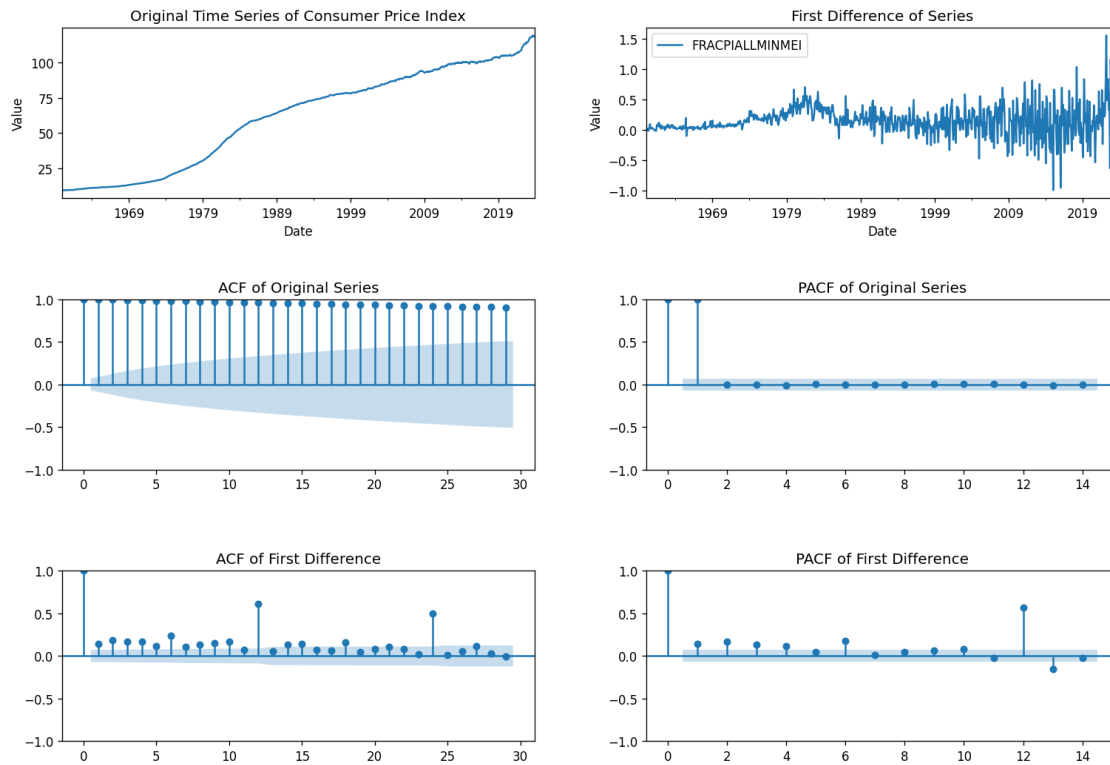 Original Time Series of Consumer Price Index
Value
100
75
50
25
1969 1979 1989 1999 2009 2019
Date
First Difference of Series
FRACPIALLMINMEI
Value
1.5
1.0
0.5
0.0
−0.5
−1.0
1969 1979 1989 1999 2009 2019
Date
ACF of Original Series
1.0
0.5
0.0
−0.5
−1.0
0 5 10 15 20 25 30
PACF of Original Series
1.0
0.5
0.0
−0.5
−1.0
0 2 4 6 8 10 12 14
ACF of First Difference
1.0
0.5
0.0
−0.5
−1.0
0 5 10 15 20 25 30
PACF of First Difference
1.0
0.5
0.0
−0.5
−1.0
0 2 4 6 8 10 12 14